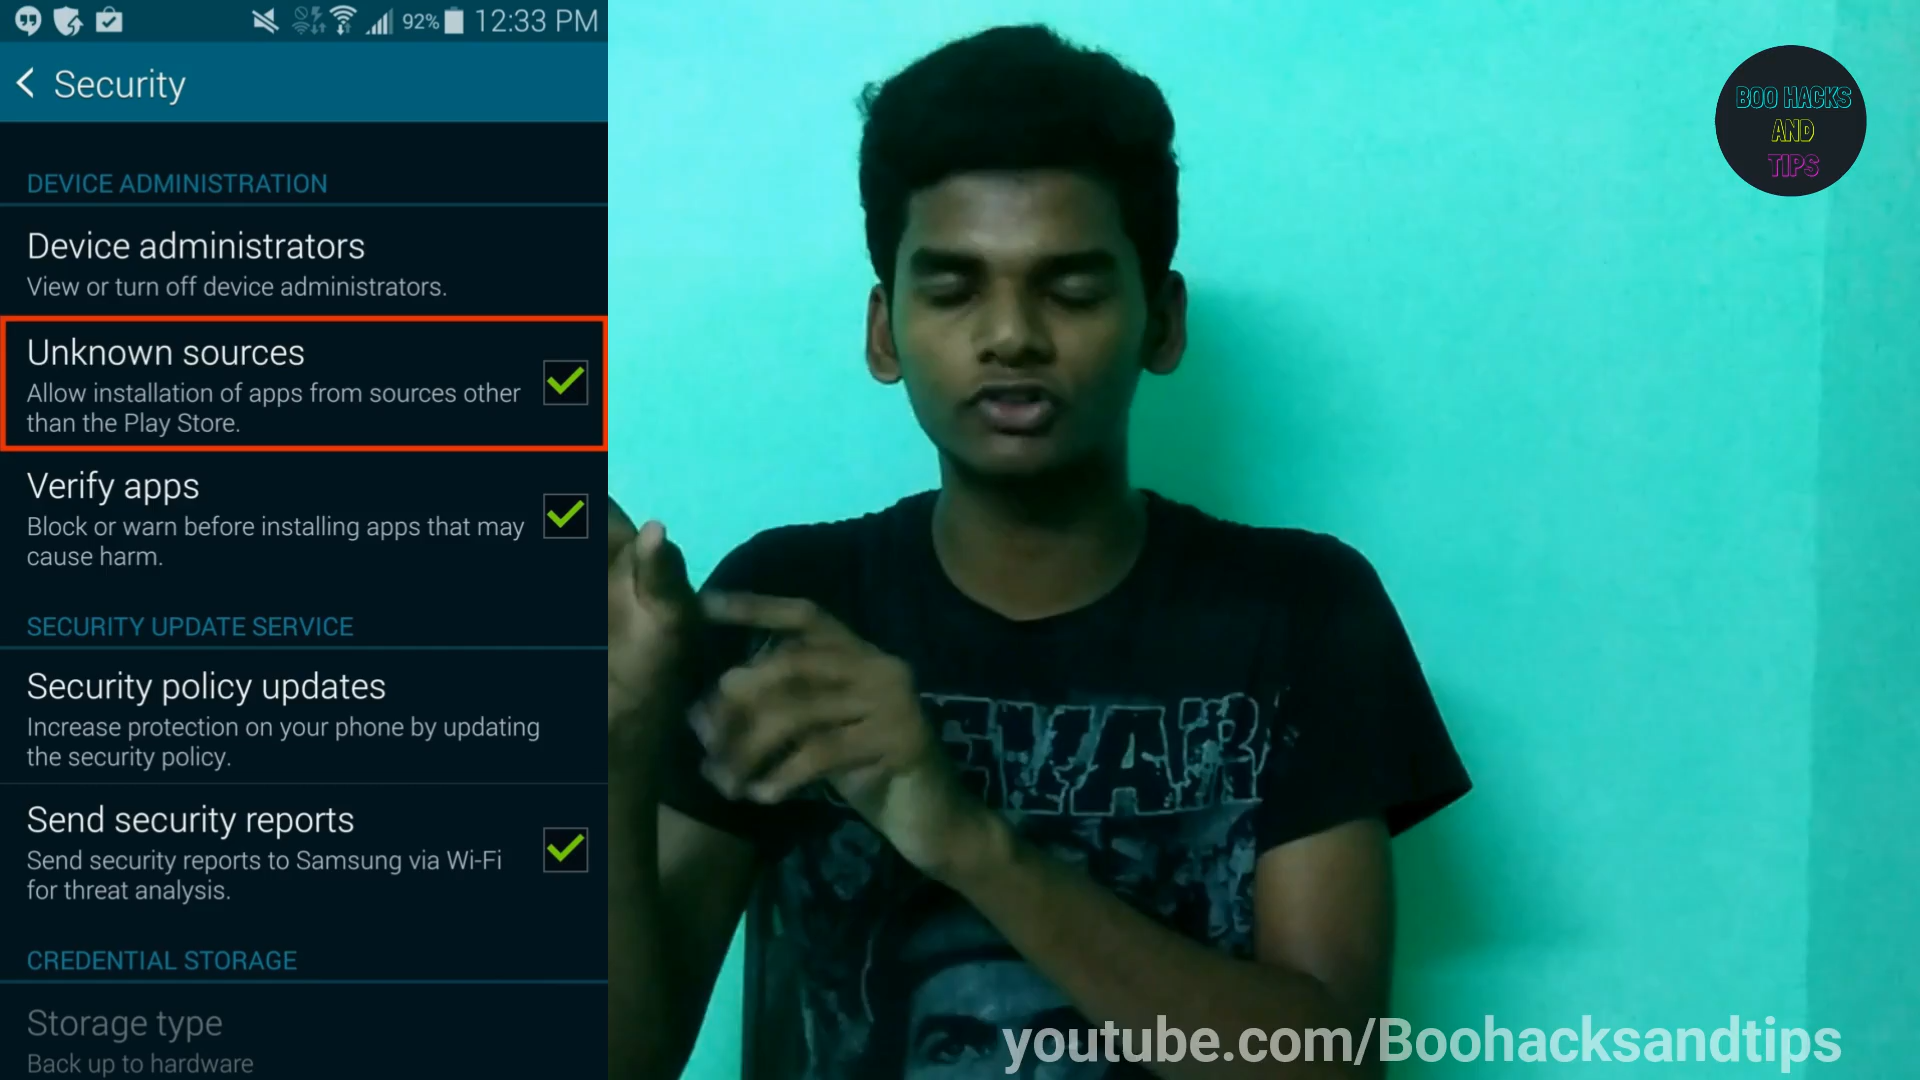 92% 12:33 PM
Security
DEVICE ADMINISTRATION
Device administrators
View or turn off device administrators.
Unknown sources
Allow installation of apps from sources other
than the Play Store.
Verify apps
Block or warn before installing apps that may
cause harm.
SECURITY UPDATE SERVICE
Security policy updates
Increase protection on your phone by updating
the security policy.
Send security reports
Send security reports to Samsung via Wi-Fi
for threat analysis.
CREDENTIAL STORAGE
Storage type
Back up to hardware
BOO HACKS
AND
TIPS
youtube.com/Boohacksandtips